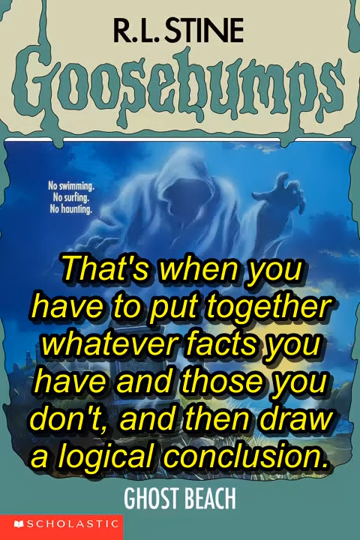 R.L. STINE
Goosebumps
No swimming.
No surfing.
No haunting.
That's when you
have to put together
whatever facts you
have and those you
don't, and then draw
a logical conclusion.
GHOST BEACH
SCHOLASTIC